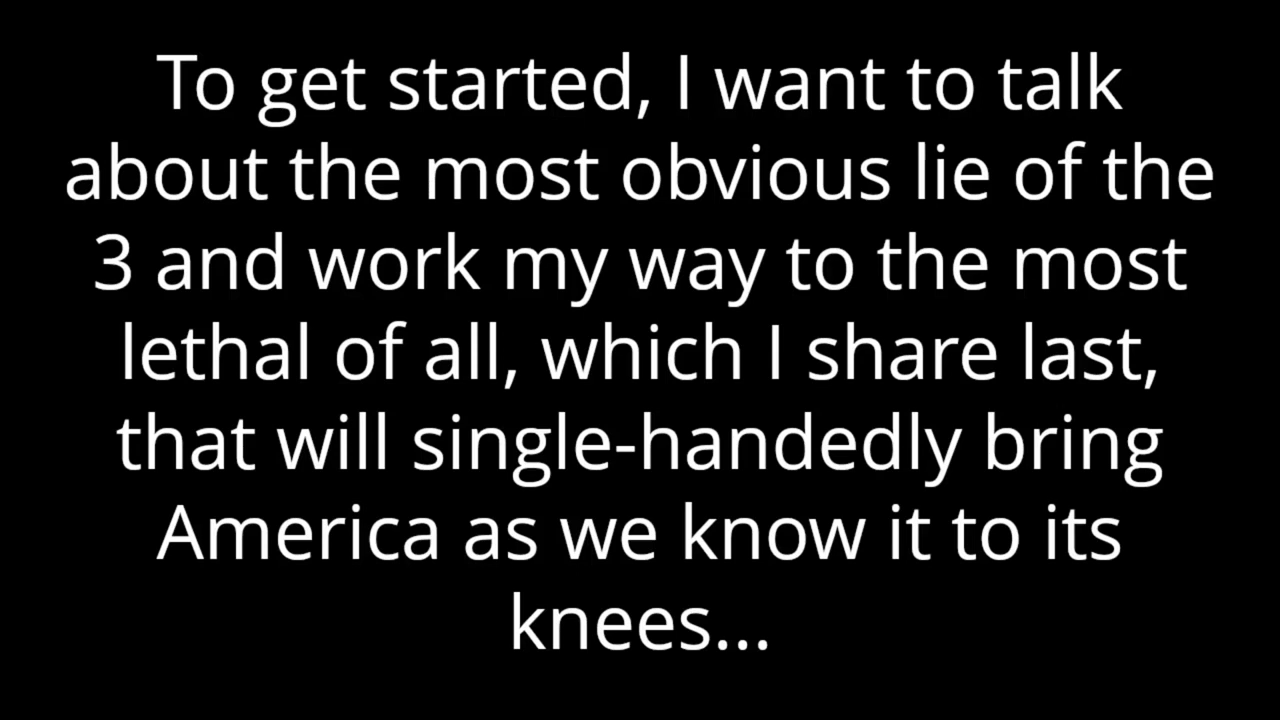 To get started, I want to talk
about the most obvious lie of the
3 and work my way to the most
lethal of all, which I share last,
that will single-handedly bring
America as we know it to its
knees...